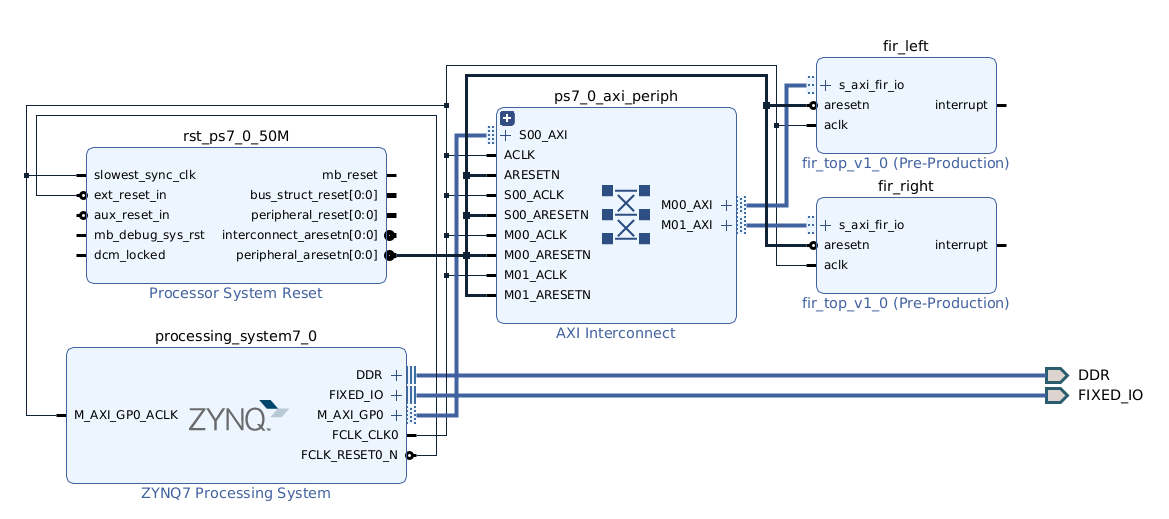 rst_ps7_0_50M
slowest_sync_clk
ext_reset_in
aux_reset_in
mb_debug_sys_rst
dcm_locked
mb_reset
bus_struct_reset[0:0]
peripheral_reset[0:0]
interconnect_aresetn[0:0]
peripheral_aresetn[0:0]
Processor System Reset
processing_system7_0
M_AXI_GP0_ACLK
ZYNQ
DDR
FIXED_IO
M_AXI_GP0
FCLK_CLK0
FCLK_RESET0_N
ZYNQ7 Processing System
ps7_0_axi_periph
S00_AXI
ACLK
ARESETN
S00_ACLK
S00_ARESETN
M00_ACLK
M00_ARESETN
M01_ACLK
M01_ARESETN
M00_AXI
M01_AXI
AXI Interconnect
fir_left
s_axi_fir_io
aresetn
aclk
interrupt
fir_top_v1_0 (Pre-Production)
fir_right
s_axi_fir_io
aresetn
aclk
interrupt
fir_top_v1_0 (Pre-Production)
DDR
FIXED_IO